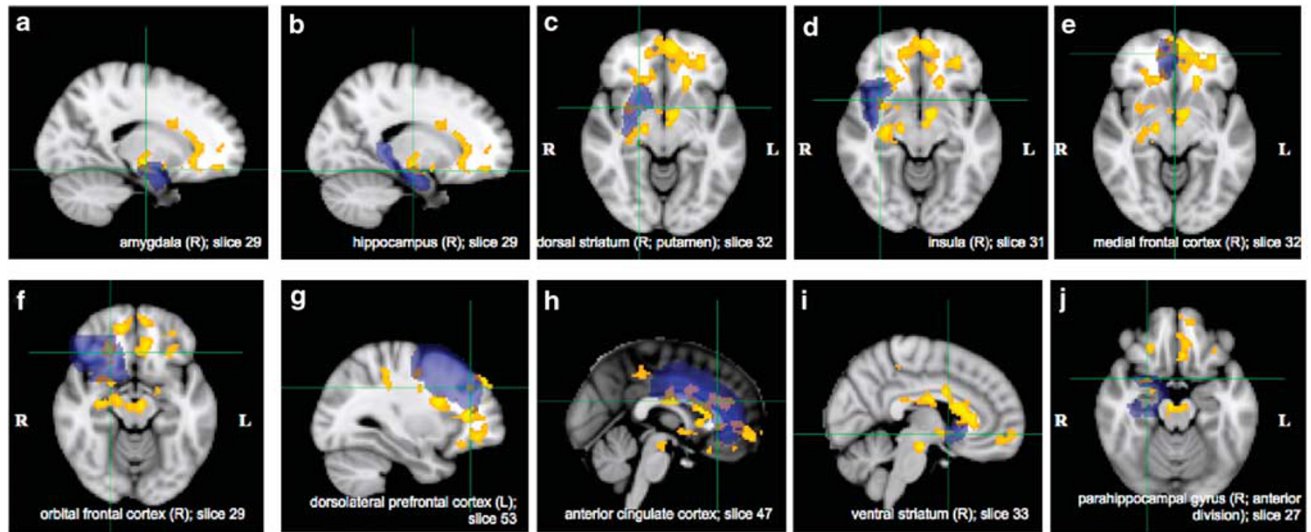 a
amygdala (R); slice 29
b
hippocampus (R); slice 29
c
R
L
dorsal striatum (R; putamen); slice 32
d
R
L
insula (R); slice 31
e
R
L
medial frontal cortex (R); slice 32
f
R
L
orbital frontal cortex (R); slice 29
g
dorsolateral prefrontal cortex (L);
slice 53
h
anterior cingulate cortex; slice 47
i
ventral striatum (R); slice 33
j
R
L
parahippocampal gyrus (R; anterior
division); slice 27